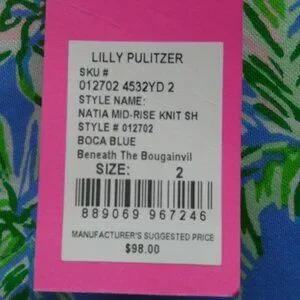 LILLY PULITZER
SKU #
012702 4532YD 2
STYLE NAME:
NATIA MID-RISE KNIT SH
STYLE # 012702
BOCA BLUE
Beneath The Bougainvil
SIZE: 2
889069 967246
MANUFACTURER'S SUGGESTED PRICE
$98.00